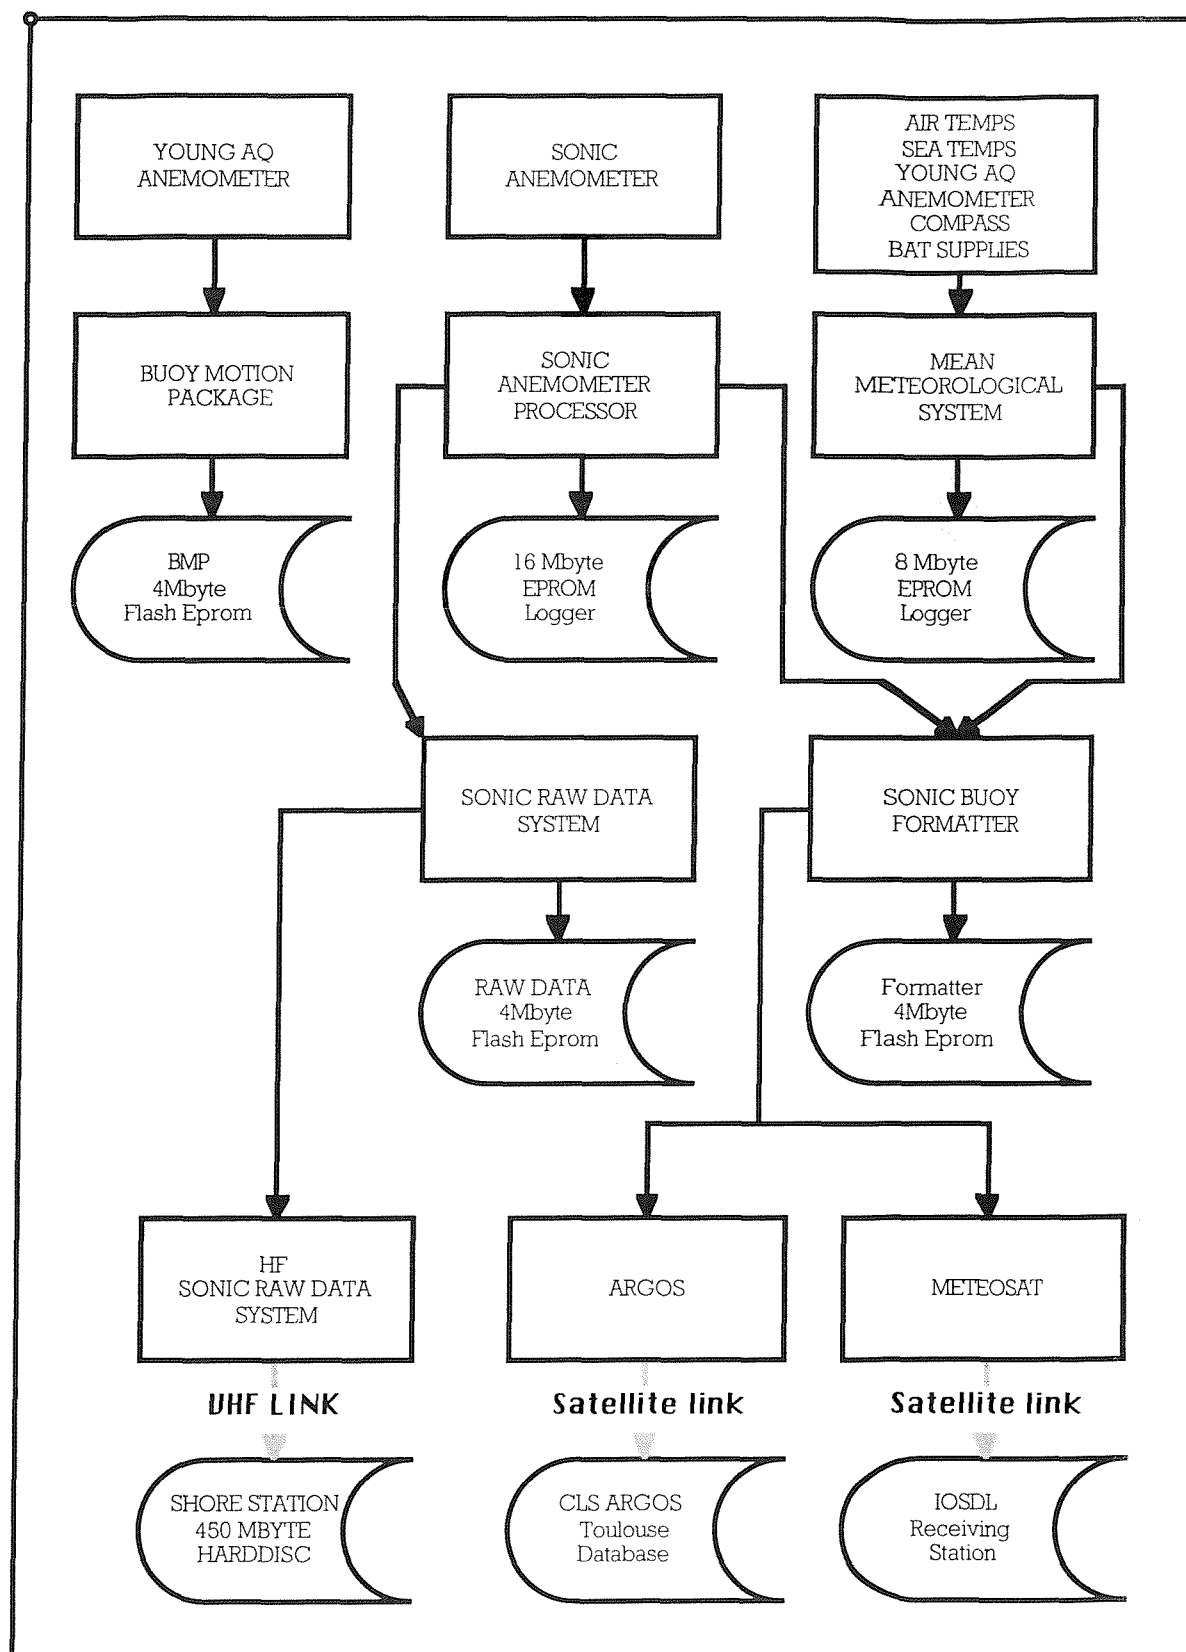 YOUNG AQ
ANEMOMETER
SONIC
ANEMOMETER
AIR TEMPS
SEA TEMPS
YOUNG AQ
ANEMOMETER
COMPASS
BAT SUPPLIES
BUOY MOTION
PACKAGE
SONIC
ANEMOMETER
PROCESSOR
MEAN
METEOROLOGICAL
SYSTEM
BMP
4Mbyte
Flash Eprom
16 Mbyte
EPROM
Logger
8 Mbyte
EPROM
Logger
SONIC RAW DATA
SYSTEM
SONIC BUOY
FORMATTER
RAW DATA
4Mbyte
Flash Eprom
Formatter
4Mbyte
Flash Eprom
HF
SONIC RAW DATA
SYSTEM
ARGOS
METEOSAT
UHF LINK
Satellite link
Satellite link
SHORE STATION
450 MBYTE
HARDDISC
CLS ARGOS
Toulouse
Database
IOSDL
Receiving
Station